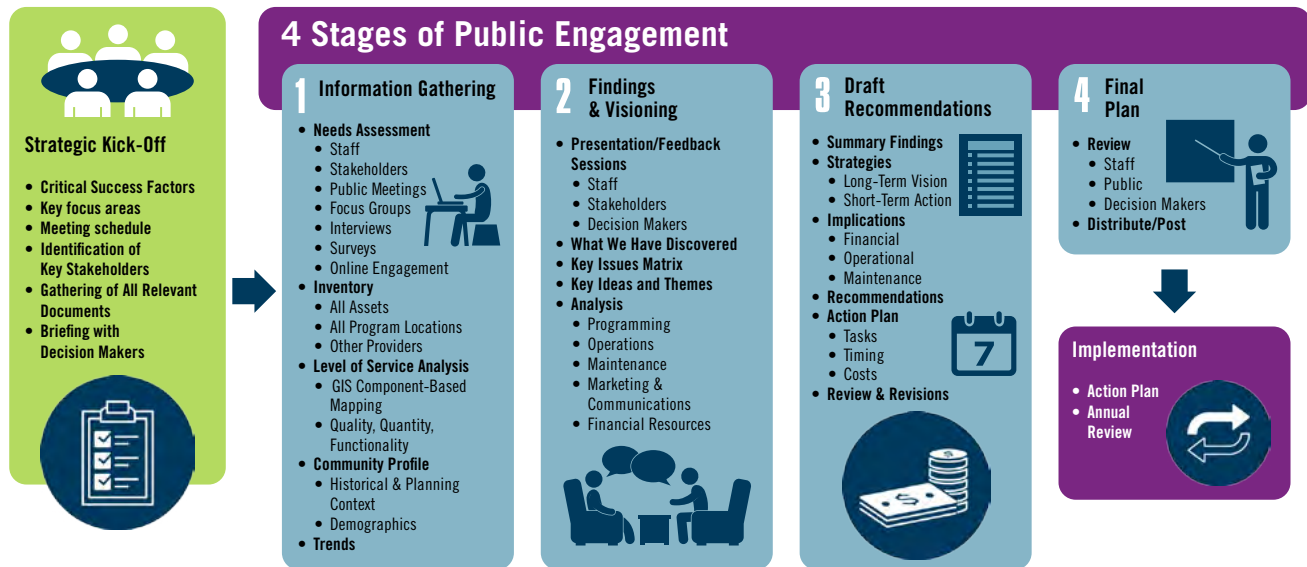 4 Stages of Public Engagement
Strategic Kick-Off
• Critical Success Factors
• Key focus areas
• Meeting schedule
• Identification of
Key Stakeholders
• Gathering of All Relevant
Documents
• Briefing with
Decision Makers
1 Information Gathering
• Needs Assessment
• Staff
• Stakeholders
• Public Meetings
• Focus Groups
• Interviews
• Surveys
• Online Engagement
• Inventory
• All Assets
• All Program Locations
• Other Providers
• Level of Service Analysis
• GIS Component-Based
Mapping
• Quality, Quantity,
Functionality
• Community Profile
• Historical & Planning
Context
• Demographics
• Trends
2 Findings
& Visioning
• Presentation/Feedback
Sessions
• Staff
• Stakeholders
• Decision Makers
• What We Have Discovered
• Key Issues Matrix
• Key Ideas and Themes
• Analysis
• Programming
• Operations
• Maintenance
• Marketing &
Communications
• Financial Resources
3 Draft
Recommendations
• Summary Findings
• Strategies
• Long-Term Vision
• Short-Term Action
• Implications
• Financial
• Operational
• Maintenance
• Recommendations
• Action Plan
• Tasks
• Timing
• Costs
• Review & Revisions
7
$
4 Final
Plan
• Review
• Staff
• Public
• Decision Makers
• Distribute/Post
Implementation
• Action Plan
• Annual
Review